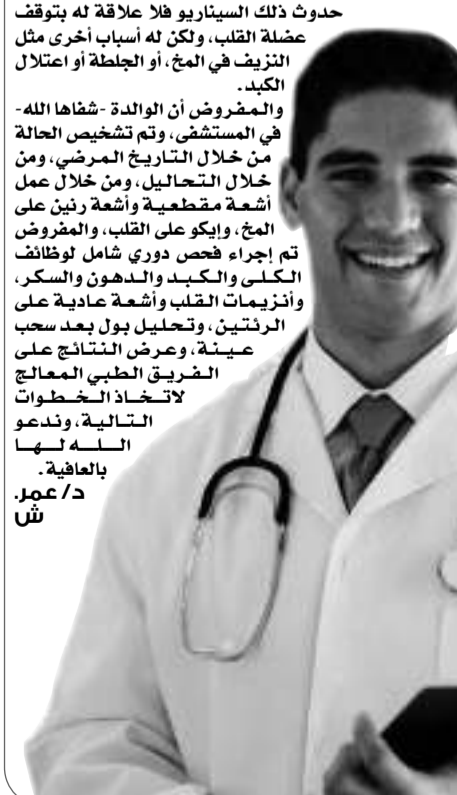 حدوث ذلك السيناريو فلا علاقة له بتوقف
عضلة القلب، ولكن له أسباب أخرى مثل
النزيف في المخ، أو الجلطة أو اعتلال
الكبد.
والمفروض أن الوالدة -شفاها الله-
في المستشفى، وتم تشخيص الحالة
من خلال التاريخ المرضي، ومن
خلال التحاليل، ومن خلال عمل
أشعة مقطعية وأشعة رنين على
المخ، وإيكو على القلب، والمفروض
تم إجراء فحص دوري شامل لوظائف
الكلى والكبد والدهون والسكر،
وأنزيمات القلب وأشعة عادية على
الرئتين، وتحليل بول بعد سحب
عينة، وعرض النتائج على
الفريق الطبي المعالج
لاتخاذ الخطوات
التالية، وندعو
الله لها
بالعافية.
د/ عمر.
ش